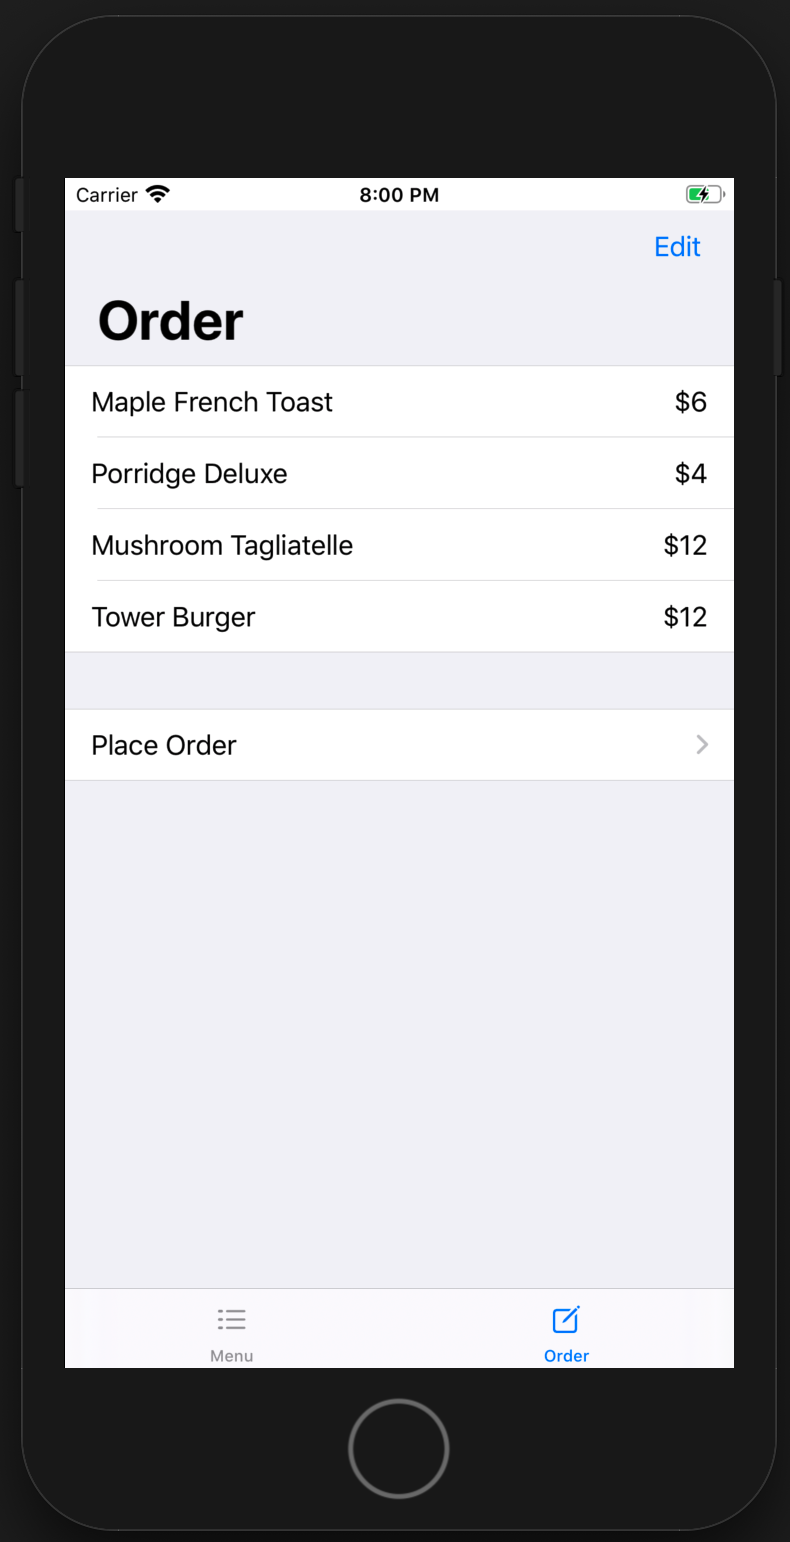 Carrier 8:00 PM
Edit
Order
Maple French Toast $6
Porridge Deluxe $4
Mushroom Tagliatelle $12
Tower Burger $12
Place Order
Menu Order